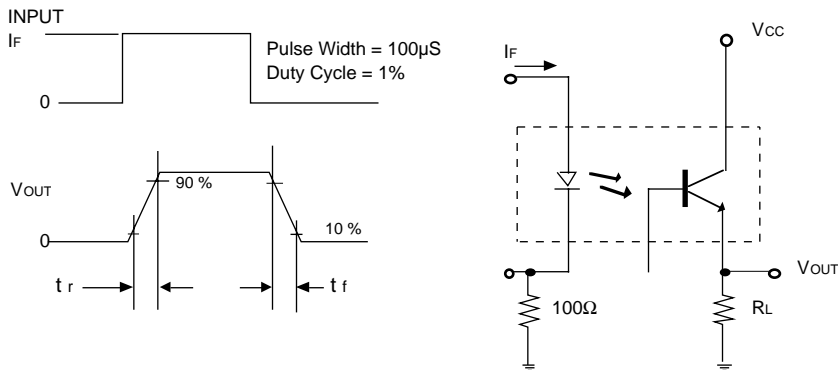 INPUT
IF
Pulse Width = 100µS
Duty Cycle = 1%
0
VOUT
90 %
0
10 %
t r
t f
VCC
IF
VOUT
100Ω
RL